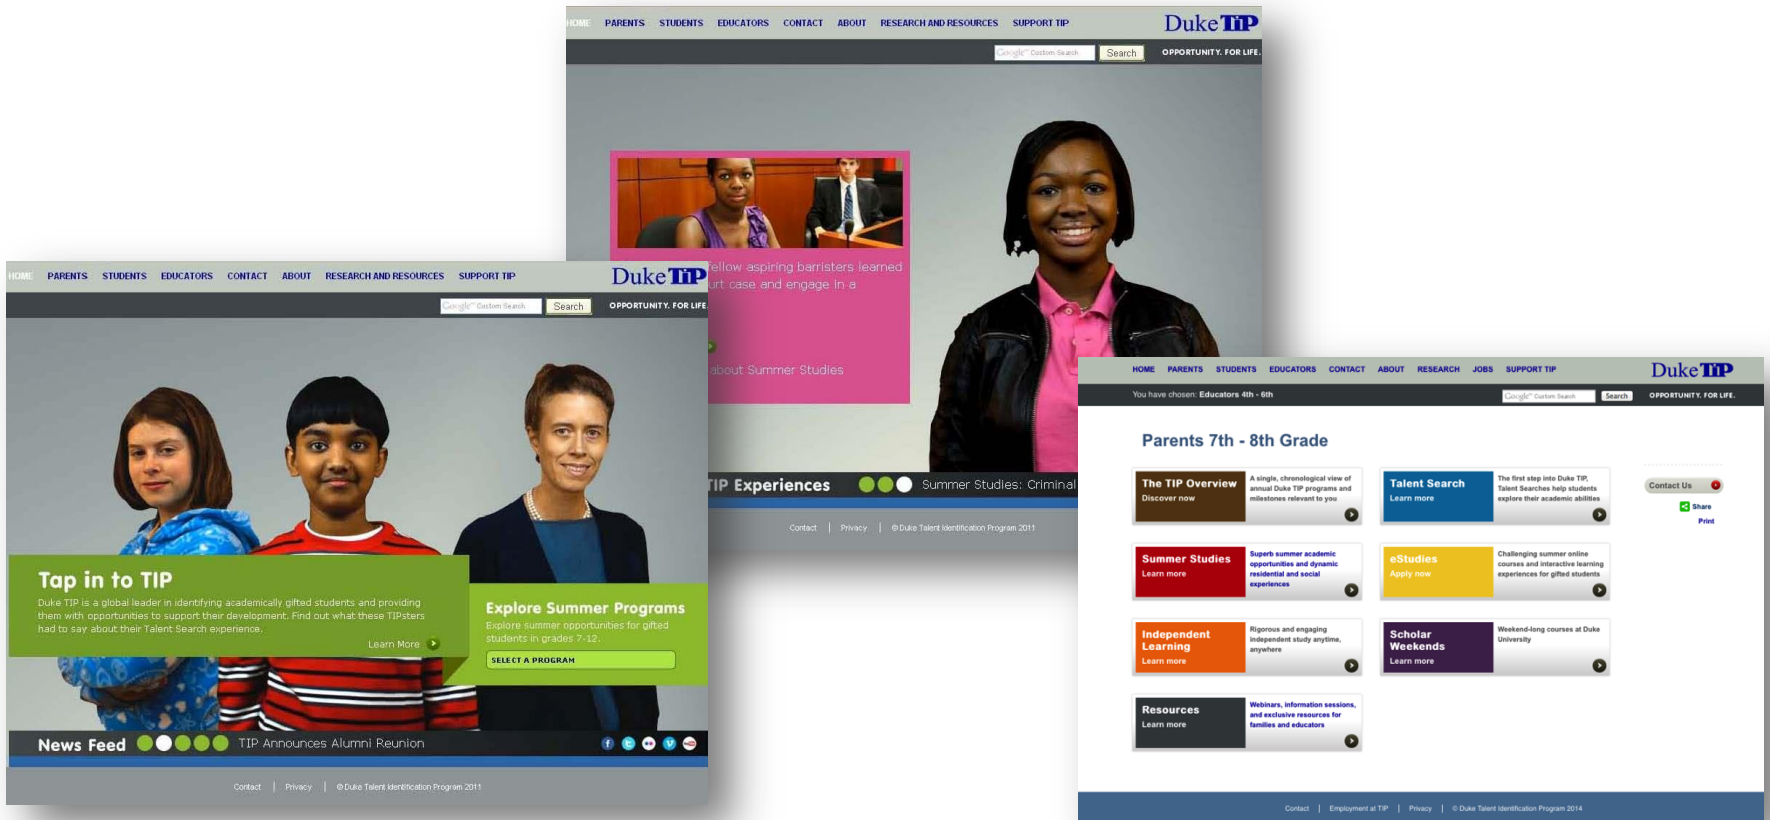 HOME PARENTS STUDENTS EDUCATORS CONTACT ABOUT RESEARCH AND RESOURCES SUPPORT TIP
Duke TiP
Google™ Custom Search Search OPPORTUNITY. FOR LIFE.
fellow aspiring barristers learned
urt case and engage in a
about Summer Studies
TIP Experiences Summer Studies: Criminal
Contact | Privacy | © Duke Talent Identification Program 2011
HOME PARENTS STUDENTS EDUCATORS CONTACT ABOUT RESEARCH AND RESOURCES SUPPORT TIP
Duke TiP
Google™ Custom Search Search OPPORTUNITY. FOR LIFE.
Tap in to TIP
Duke TIP is a global leader in identifying academically gifted students and providing
them with opportunities to support their development. Find out what these TIPsters
had to say about their Talent Search experience.
Learn More
Explore Summer Programs
Explore summer opportunities for gifted
students in grades 7-12.
SELECT A PROGRAM
News Feed TIP Announces Alumni Reunion
Contact | Privacy | © Duke Talent Identification Program 2011
HOME PARENTS STUDENTS EDUCATORS CONTACT ABOUT RESEARCH JOBS SUPPORT TIP
Duke TiP
You have chosen: Educators 4th - 6th
Google™ Custom Search Search OPPORTUNITY. FOR LIFE.
Parents 7th - 8th Grade
The TIP Overview
Discover now
A single, chronological view of
annual Duke TIP programs and
milestones relevant to you
Talent Search
Learn more
The first step into Duke TIP,
Talent Searches help students
explore their academic abilities
Contact Us
Share
Print
Summer Studies
Learn more
Superb summer academic
opportunities and dynamic
residential and social
experiences
eStudies
Apply now
Challenging summer online
courses and interactive learning
experiences for gifted students
Independent
Learning
Learn more
Rigorous and engaging
independent study anytime,
anywhere
Scholar
Weekends
Learn more
Weekend-long courses at Duke
University
Resources
Learn more
Webinars, information sessions,
and exclusive resources for
families and educators
Contact | Employment at TIP | Privacy | © Duke Talent Identification Program 2014